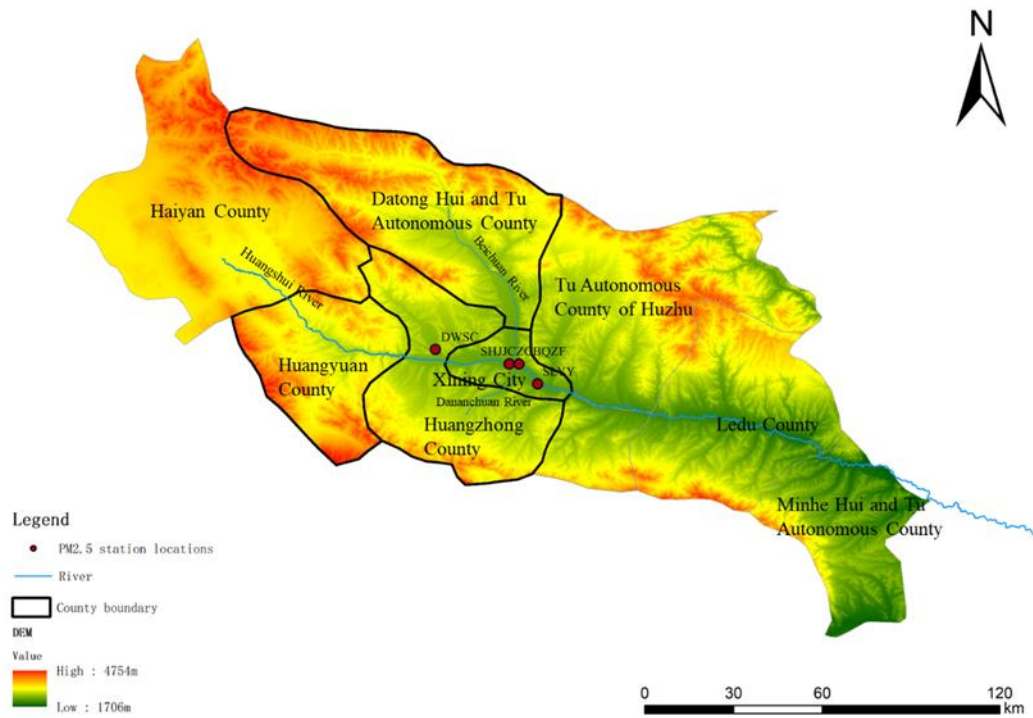 N
Haiyan County
Datong Hui and Tu
Autonomous County
Beichuan River
Huangshui River
Tu Autonomous
County of Huzhu
DWSC
SHJJCZCBQZF
Huangyuan
County
Xining City
SLYY
Dananchuan River
Huangzhong
County
Ledu County
Minhe Hui and Tu
Autonomous County
Legend
PM2.5 station locations
River
County boundary
DEM
Value
High : 4754m
Low : 1706m
0 30 60 120
km